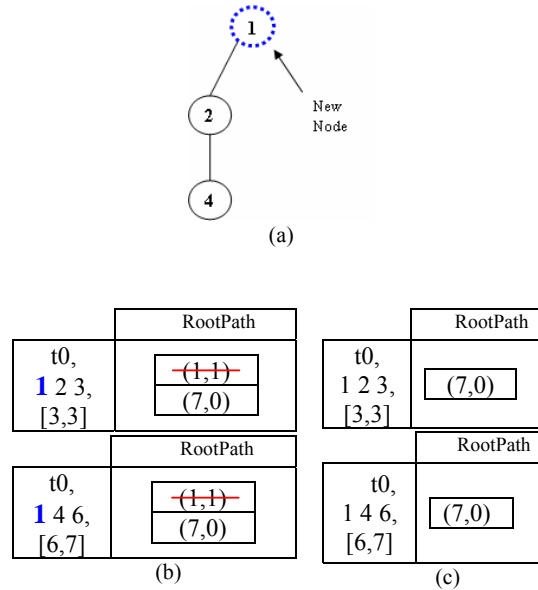 1
New
Node
2
4
(a)
RootPath
t0,
1 2 3,
[3,3]
(1,1)
(7,0)
RootPath
t0,
1 4 6,
[6,7]
(1,1)
(7,0)
(b)
RootPath
t0,
1 2 3,
[3,3]
(7,0)
RootPath
t0,
1 4 6,
[6,7]
(7,0)
(c)